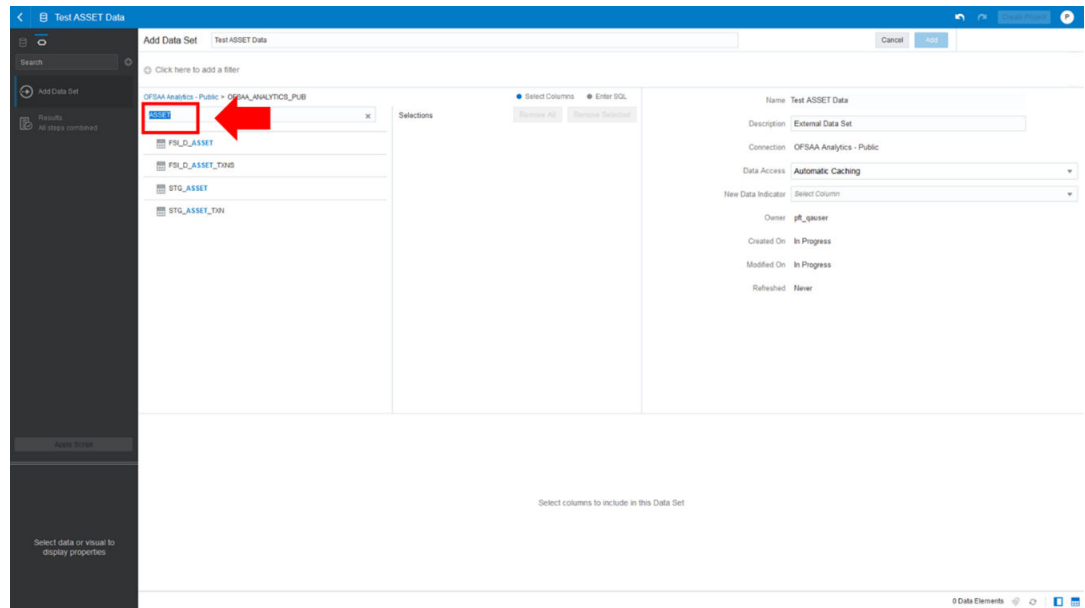 Test ASSET Data
Create Project
P
Add Data Set
Test ASSET Data
Cancel
Add
Search
Click here to add a filter
Add Data Set
Results
All steps combined
OFSAA Analytics - Public > OFSAA_ANALYTICS_PUB
Select Columns
Enter SQL
ASSET
Selections
Remove All
Remove Selected
FSI_D_ASSET
FSI_D_ASSET_TXNS
STG_ASSET
STG_ASSET_TXN
Name Test ASSET Data
Description External Data Set
Connection OFSAA Analytics - Public
Data Access Automatic Caching
New Data Indicator Select Column
Owner pft_qauser
Created On In Progress
Modified On In Progress
Refreshed Never
Apply Script
Select columns to include in this Data Set
Select data or visual to
display properties
0 Data Elements